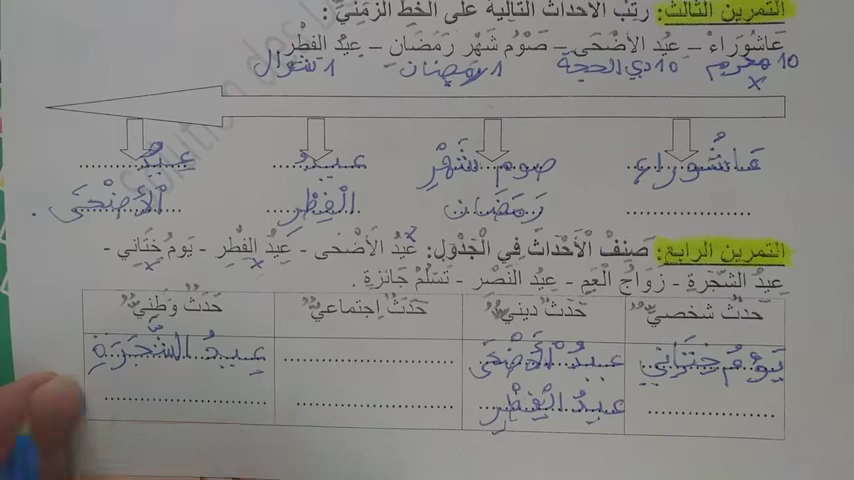 التمرين الثالث: رتب الأحداث التالية على الخط الزمني:
عاشوراء – عيد الأضحى – صوم شهر رمضان – عيد الفطر
10 محرم 10 ذي الحجة 1 رمضان 1 شوال
عاشوراء صوم شهر عيد عيد
رمضان الفطر الأضحى.
التمرين الرابع: صنف الأحداث في الجدول: عيد الأضحى – عيد الفطر – يوم ختاني –
عيد الشجرة – زواج العم – عيد النصر – تسلم جائزة.
حدث شخصي حدث ديني حدث اجتماعي حدث وطني
يوم ختاني عيد الأضحى عيد الشجرة
عيد الفطر
Solution des